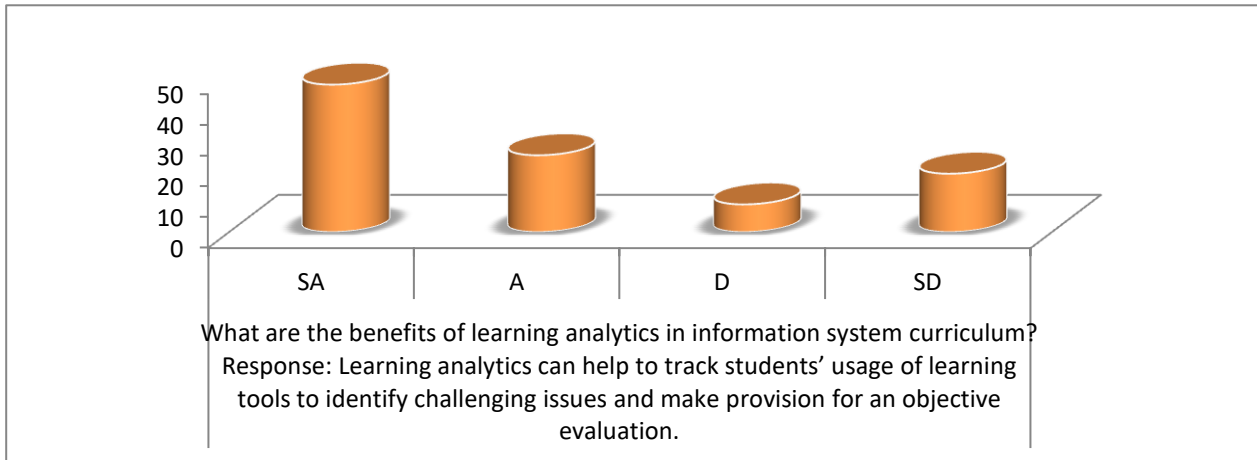 50
40
30
20
10
0
SA A D SD
What are the benefits of learning analytics in information system curriculum?
Response: Learning analytics can help to track students’ usage of learning
tools to identify challenging issues and make provision for an objective
evaluation.